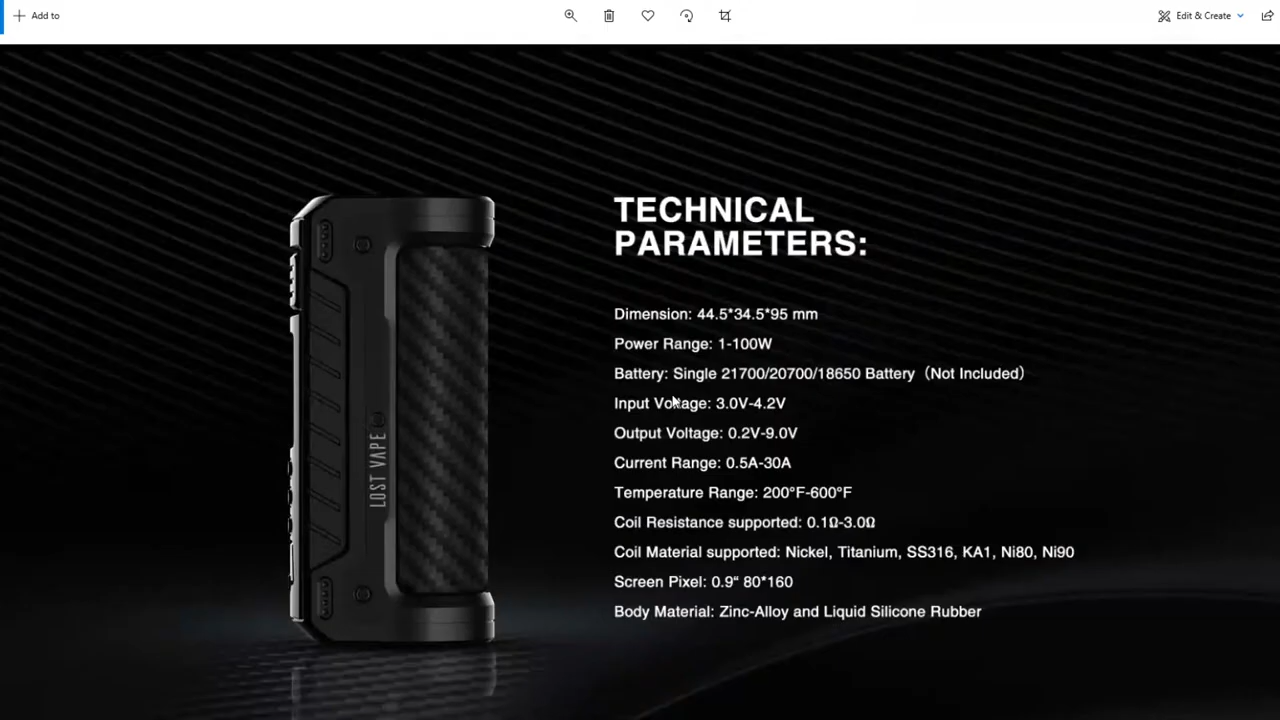 Add to
Edit & Create
TECHNICAL
PARAMETERS:
Dimension: 44.5*34.5*95 mm
Power Range: 1-100W
Battery: Single 21700/20700/18650 Battery（Not Included）
Input Voltage: 3.0V-4.2V
Output Voltage: 0.2V-9.0V
Current Range: 0.5A-30A
Temperature Range: 200°F-600°F
Coil Resistance supported: 0.1Ω-3.0Ω
Coil Material supported: Nickel, Titanium, SS316, KA1, Ni80, Ni90
Screen Pixel: 0.9“ 80*160
Body Material: Zinc-Alloy and Liquid Silicone Rubber
LOST VAPE